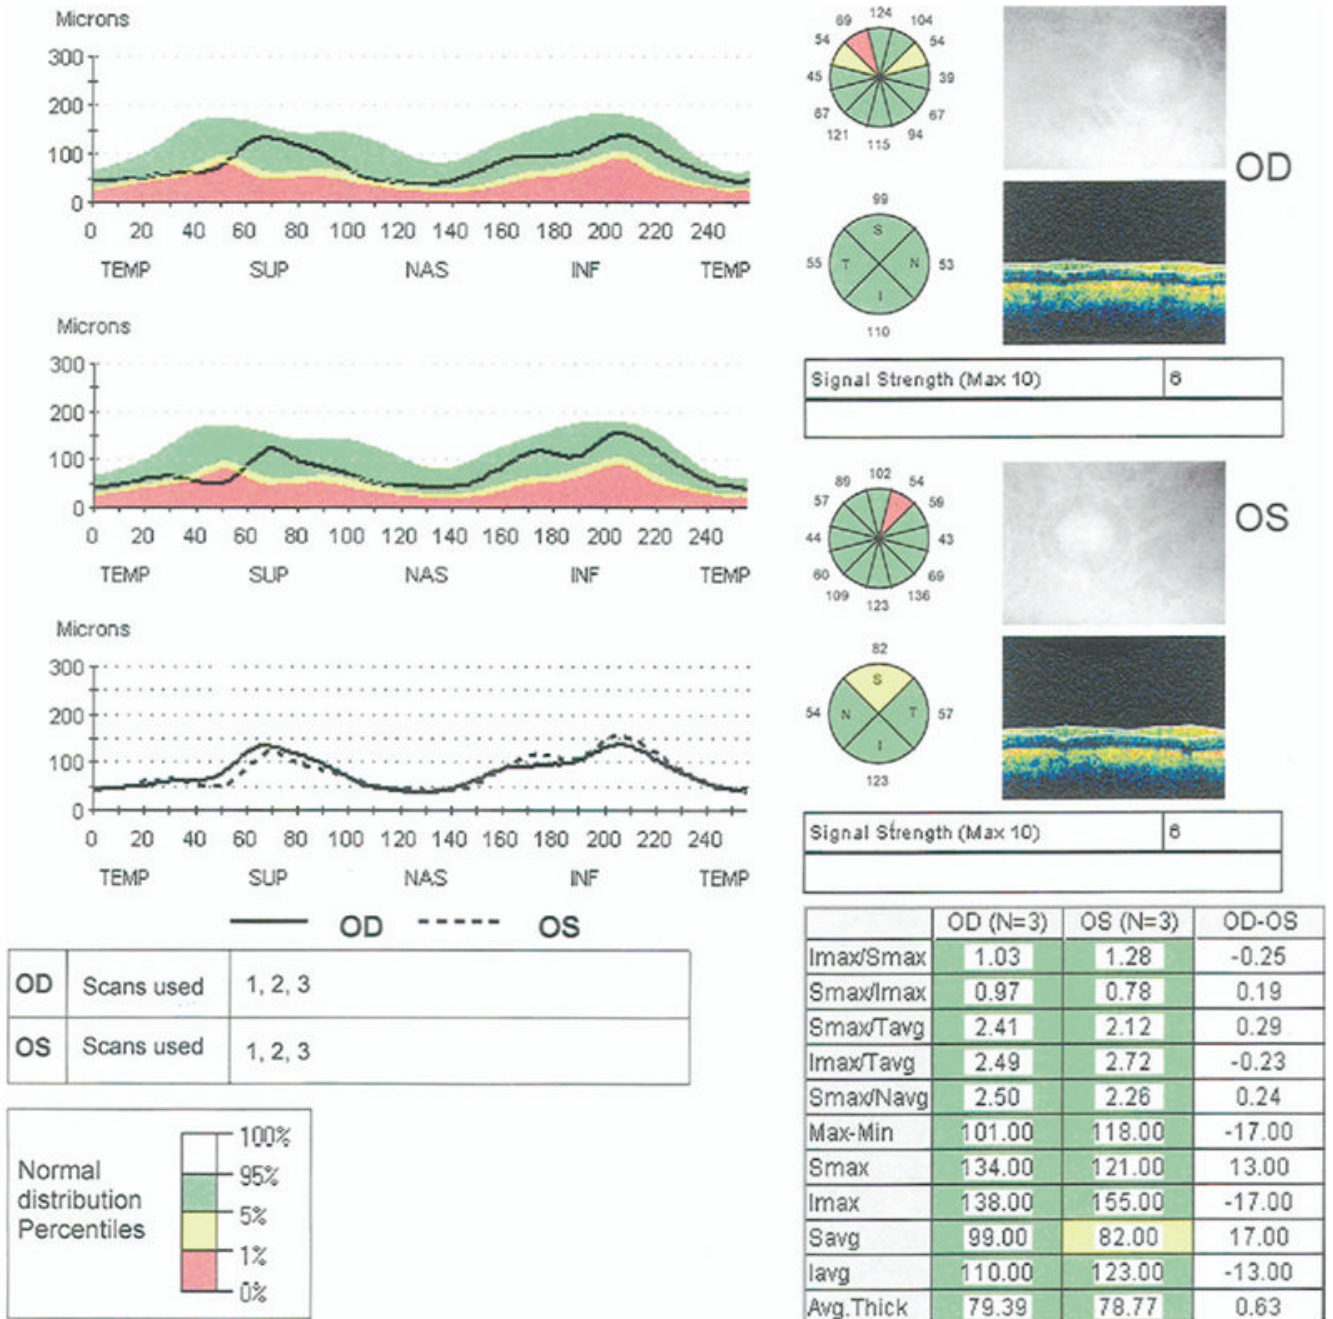 Microns
300
200
100
0
0 20 40 60 80 100 120 140 160 180 200 220 240
TEMP SUP NAS INF TEMP
Microns
300
200
100
0
0 20 40 60 80 100 120 140 160 180 200 220 240
TEMP SUP NAS INF TEMP
Microns
300
200
100
0
0 20 40 60 80 100 120 140 160 180 200 220 240
TEMP SUP NAS INF TEMP
OD OS
OD Scans used 1, 2, 3
OS Scans used 1, 2, 3
Normal
distribution
Percentiles
100%
95%
5%
1%
0%
124
69 104
54 54
45 39
67 67
121 94
115
OD
99
S
55 T N 53
I
110
Signal Strength (Max 10) 6
102
89 54
57 59
44 43
60 69
109 136
123
OS
82
S
54 N T 57
I
123
Signal Strength (Max 10) 6
OD (N=3) OS (N=3) OD-OS
Imax/Smax 1.03 1.28 -0.25
Smax/Imax 0.97 0.78 0.19
Smax/Tavg 2.41 2.12 0.29
Imax/Tavg 2.49 2.72 -0.23
Smax/Navg 2.50 2.26 0.24
Max-Min 101.00 118.00 -17.00
Smax 134.00 121.00 13.00
Imax 138.00 155.00 -17.00
Savg 99.00 82.00 17.00
Iavg 110.00 123.00 -13.00
Avg.Thick 79.39 78.77 0.63